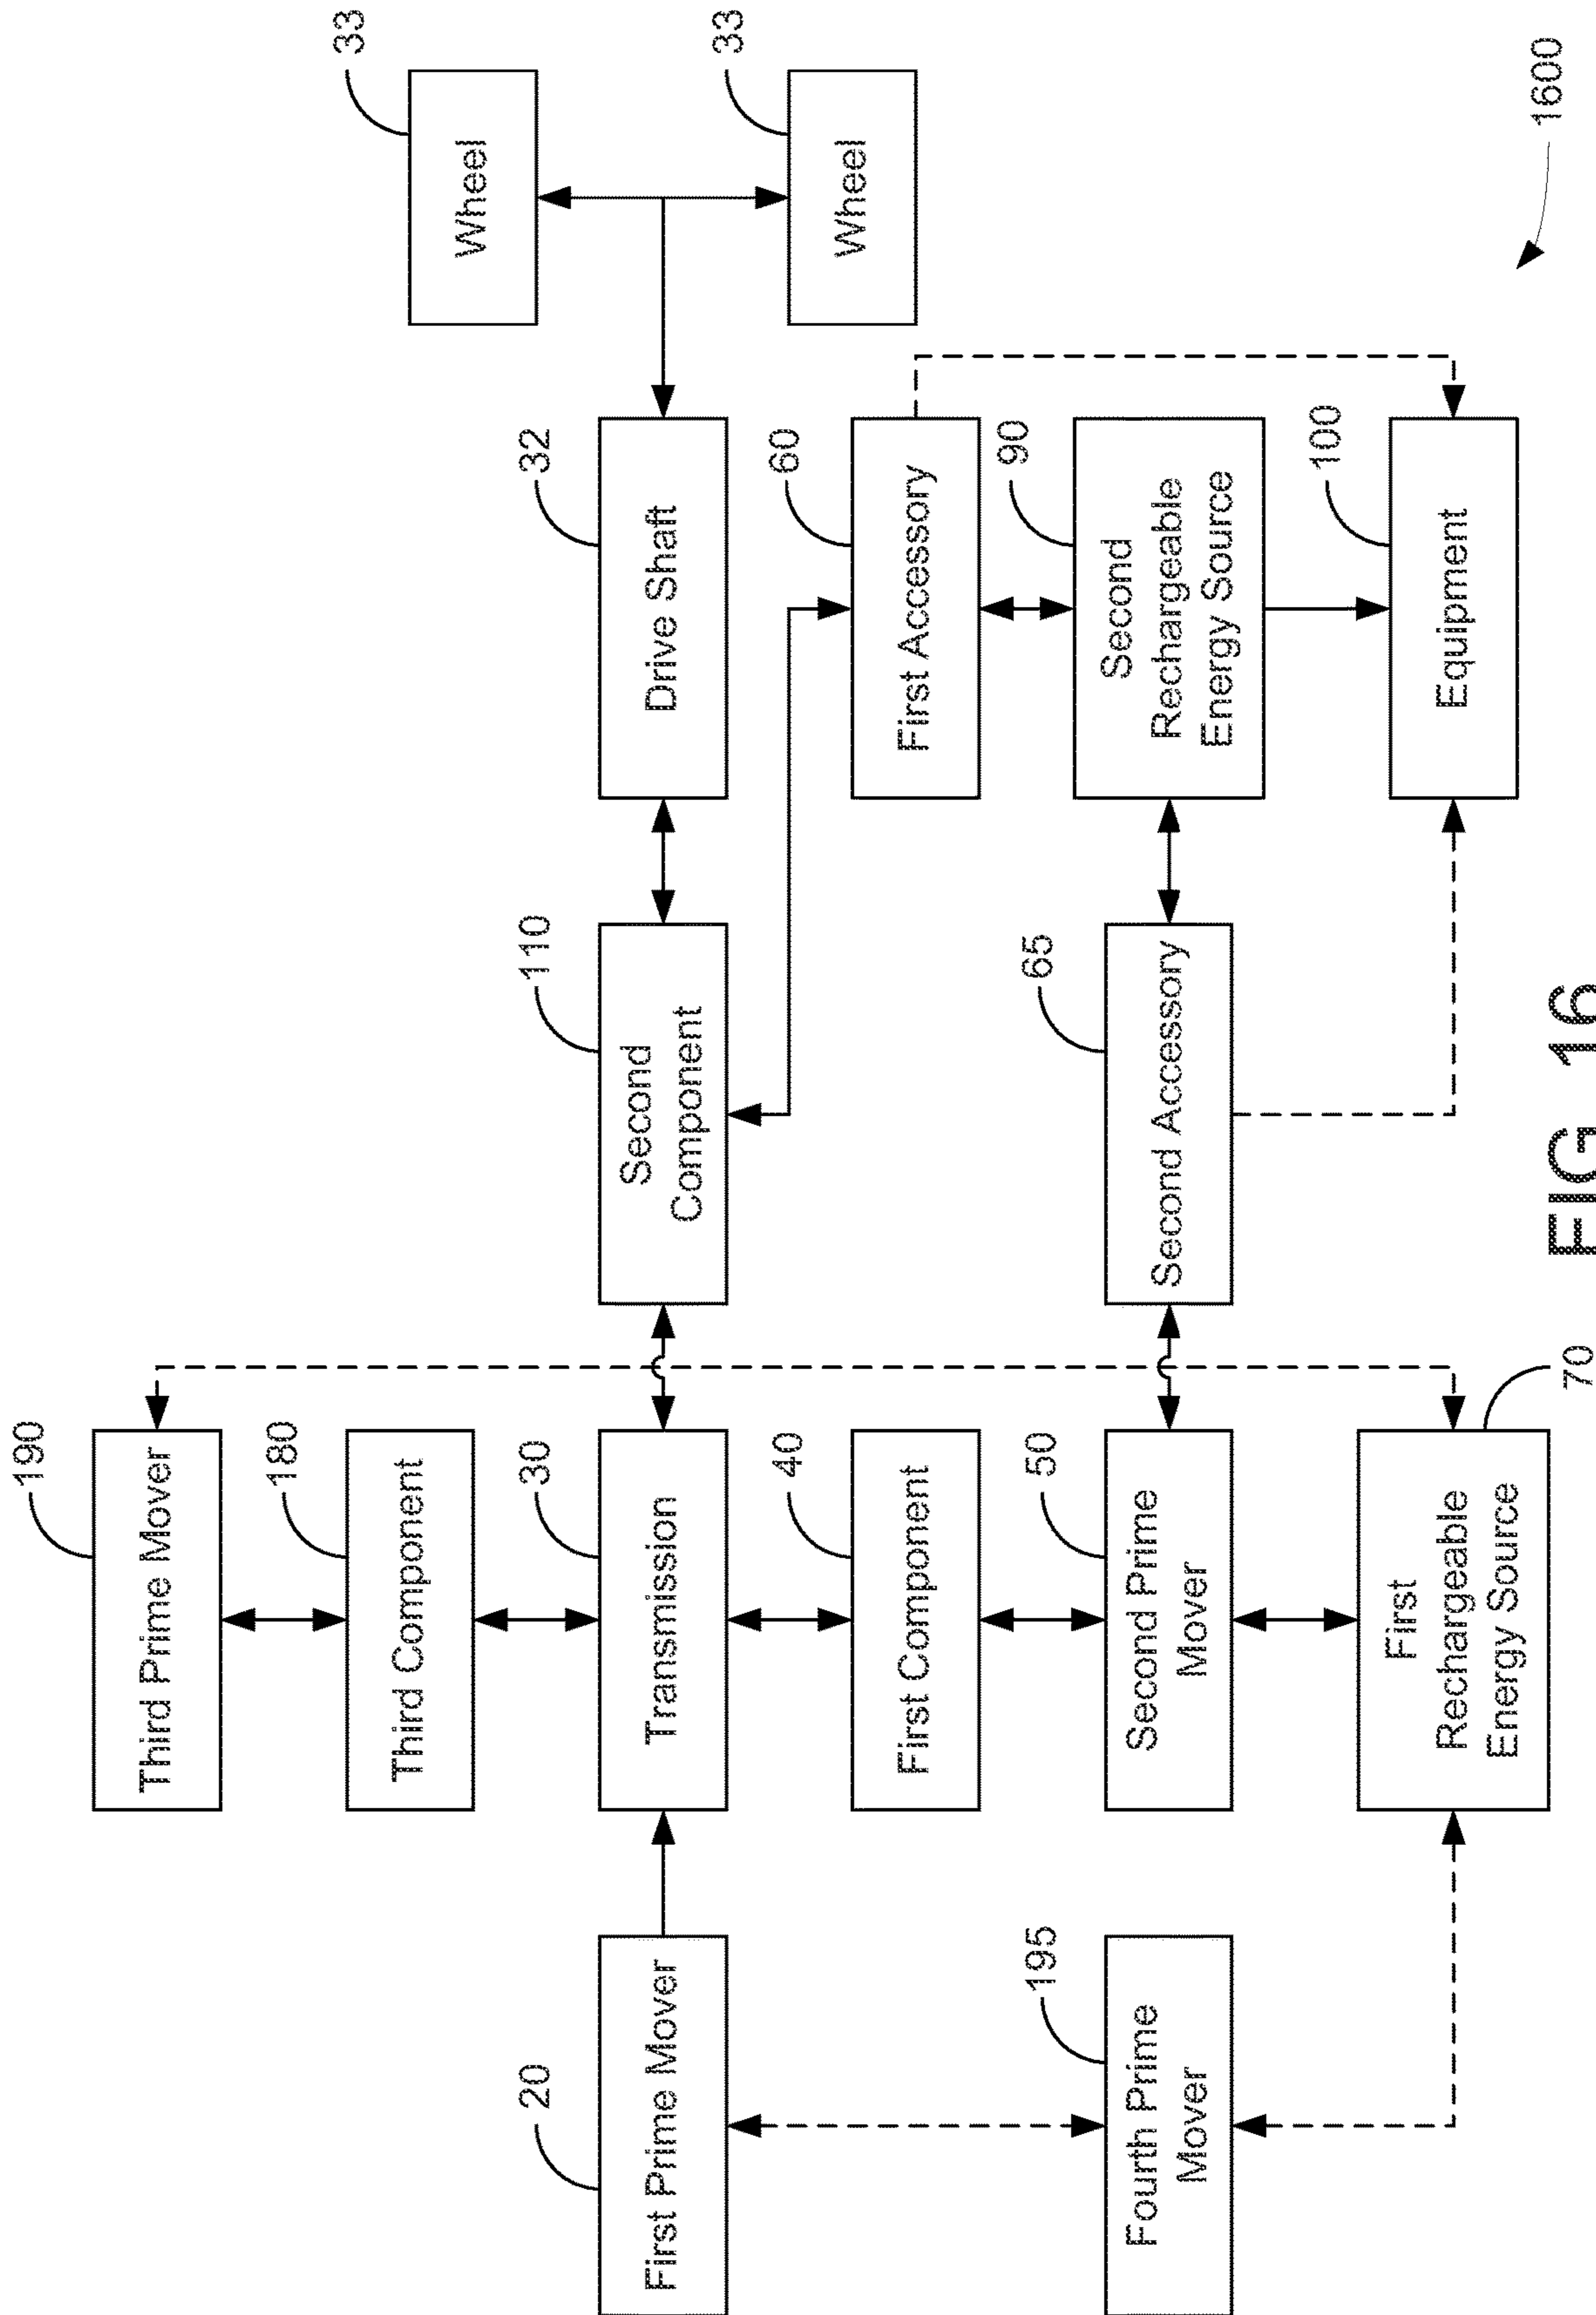 190
Third Prime Mover
180
33
Third Component
Wheel
20
30
110
32
33
First Prime Mover
Transmission
Second
Component
Drive Shaft
Wheel
40
60
First Component
First Accessory
195
50
65
90
Fourth Prime
Mover
Second Prime
Mover
Second Accessory
Second
Rechargeable
Energy Source
100
First
Rechargeable
Energy Source
Equipment
70
1600
FIG 16